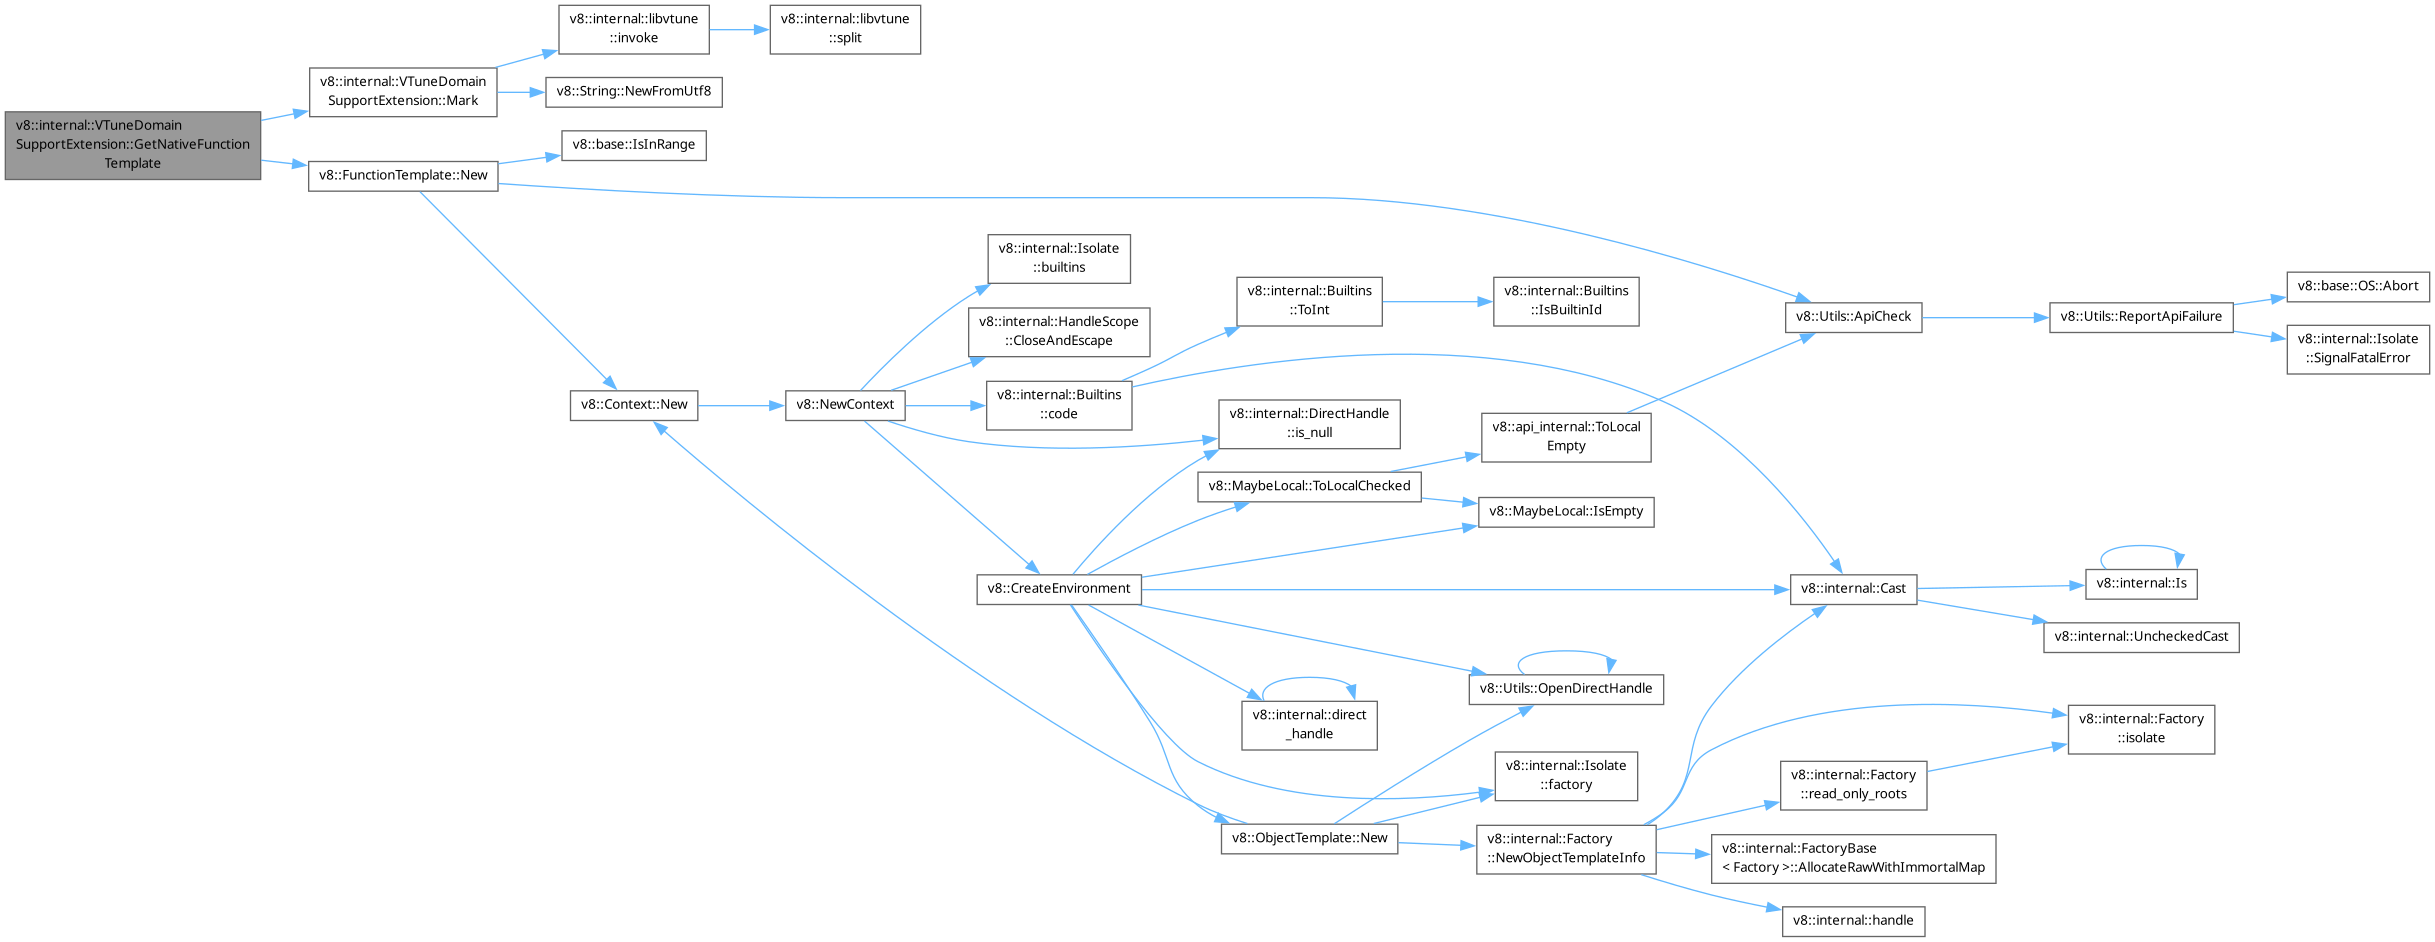 v8::internal::libvtune
::invoke
v8::internal::libvtune
::split
v8::internal::VTuneDomain
SupportExtension::Mark
v8::String::NewFromUtf8
v8::internal::VTuneDomain
SupportExtension::GetNativeFunction
Template
v8::base::IsInRange
v8::FunctionTemplate::New
v8::internal::Isolate
::builtins
v8::internal::Builtins
::ToInt
v8::internal::Builtins
::IsBuiltinId
v8::base::OS::Abort
v8::internal::HandleScope
::CloseAndEscape
v8::Utils::ApiCheck
v8::Utils::ReportApiFailure
v8::internal::Isolate
::SignalFatalError
v8::Context::New
v8::NewContext
v8::internal::Builtins
::code
v8::internal::DirectHandle
::is_null
v8::api_internal::ToLocal
Empty
v8::MaybeLocal::ToLocalChecked
v8::MaybeLocal::IsEmpty
v8::CreateEnvironment
v8::internal::Cast
v8::internal::Is
v8::internal::UncheckedCast
v8::Utils::OpenDirectHandle
v8::internal::direct
_handle
v8::internal::Factory
::isolate
v8::internal::Isolate
::factory
v8::internal::Factory
::read_only_roots
v8::ObjectTemplate::New
v8::internal::Factory
::NewObjectTemplateInfo
v8::internal::FactoryBase
< Factory >::AllocateRawWithImmortalMap
v8::internal::handle